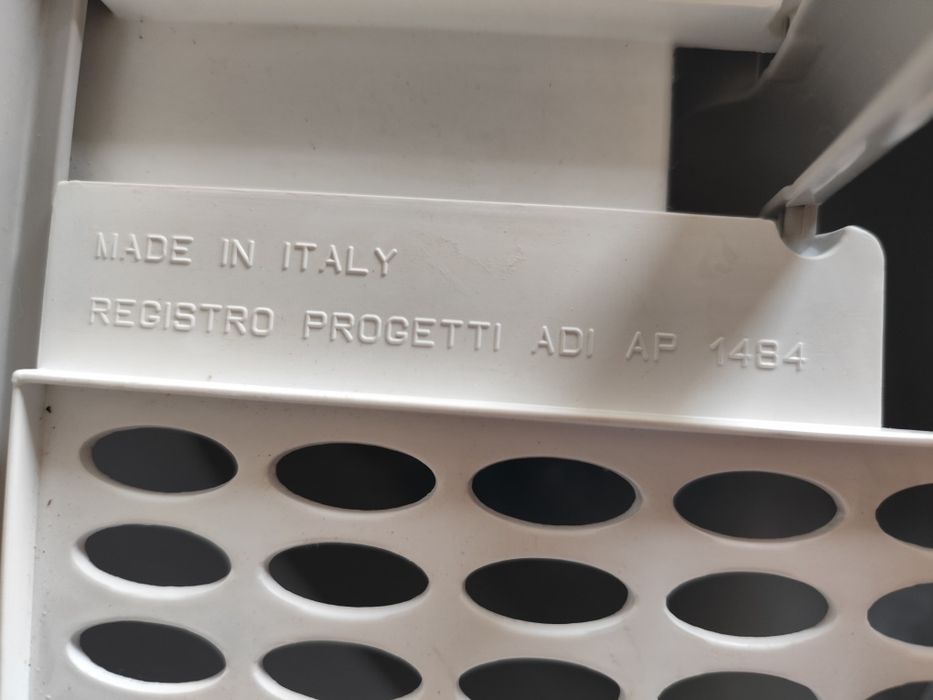 MADE IN ITALY
REGISTRO PROGETTI ADI AP 1484